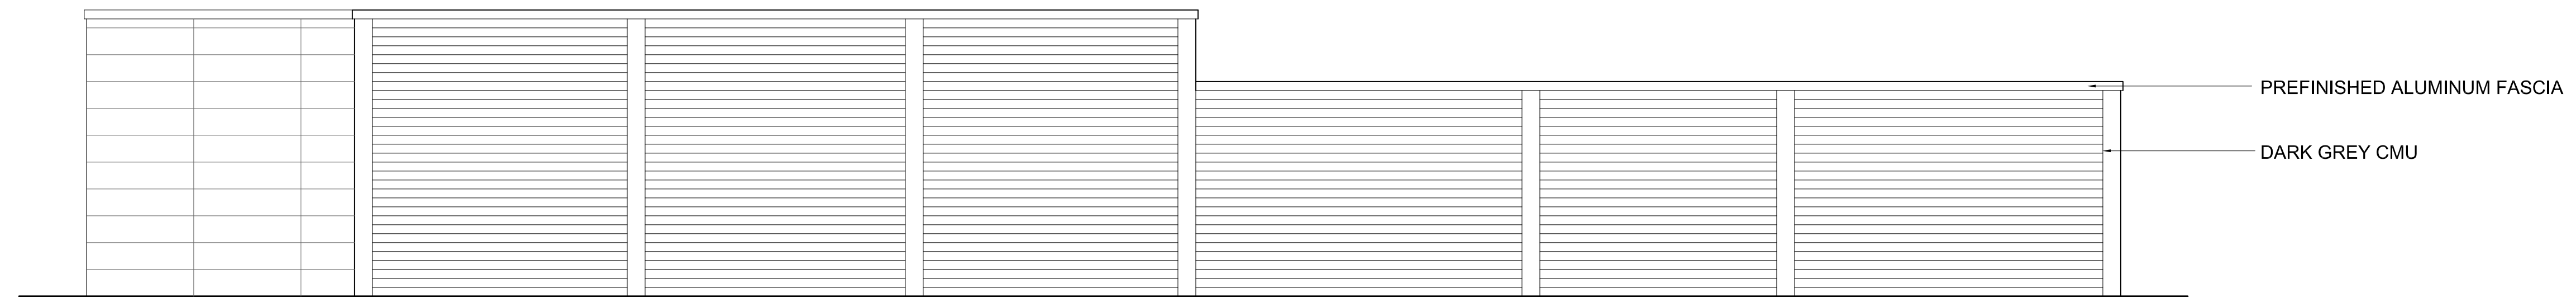 PREFINISHED ALUMINUM FASCIA
DARK GREY CMU